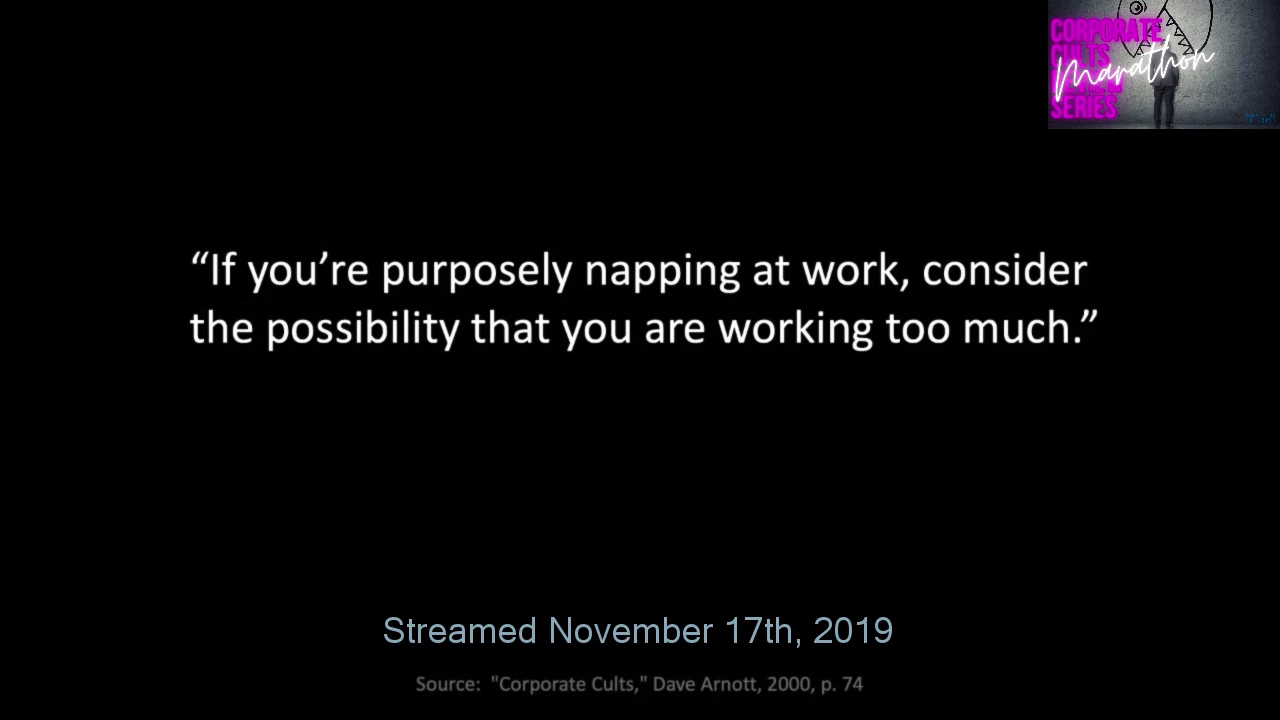 CORPORATE
CULTS
Marathon
SERIES
“If you’re purposely napping at work, consider
the possibility that you are working too much.”
Streamed November 17th, 2019
Source:  "Corporate Cults," Dave Arnott, 2000, p. 74